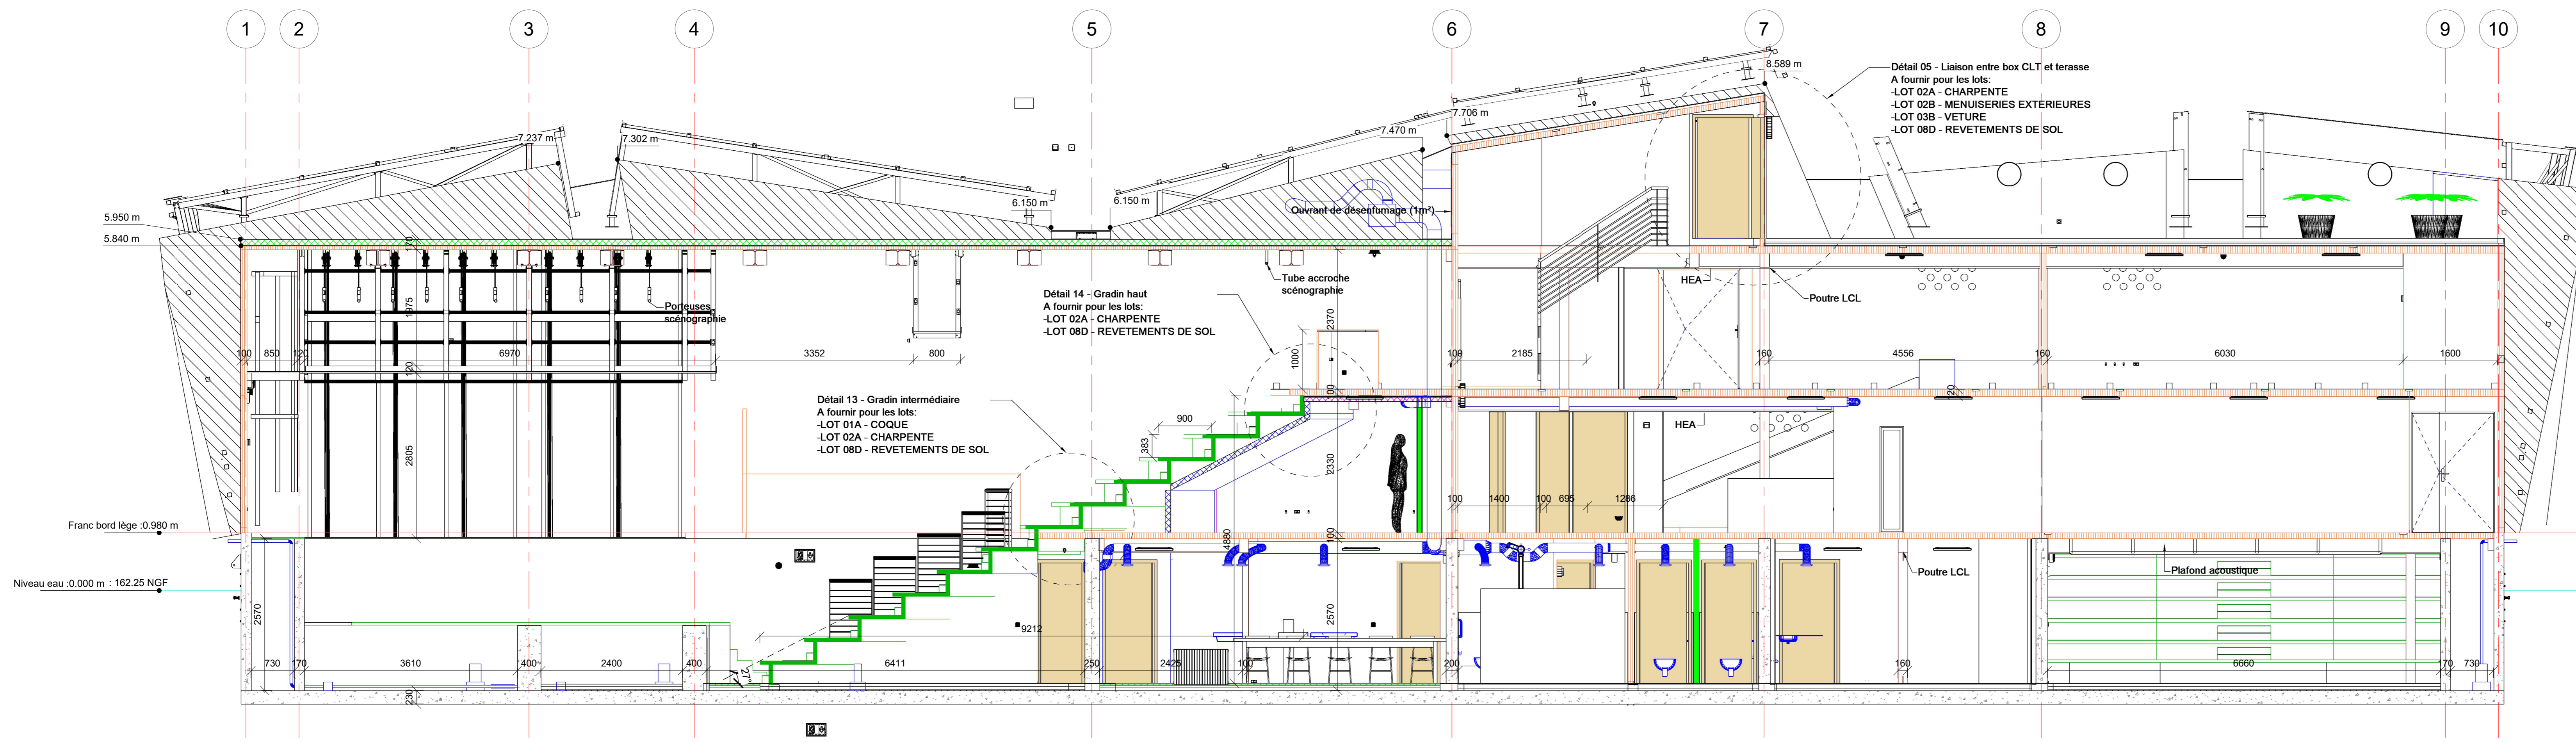 1
2
3
4
5
6
7
8
9
10
8.589 m
Détail 05 - Liaison entre box CLT et terasse
A fournir pour les lots:
-LOT 02A - CHARPENTE
-LOT 02B - MENUISERIES EXTERIEURES
-LOT 03B - VETURE
-LOT 08D - REVETEMENTS DE SOL
7.237 m
7.302 m
7.470 m
7.706 m
6.150 m
6.150 m
Ouvrant de désenfumage (1m²)
5.950 m
5.840 m
170
Tube accroche
scénographie
HEA
Poutre LCL
Détail 14 - Gradin haut
A fournir pour les lots:
-LOT 02A - CHARPENTE
-LOT 08D - REVETEMENTS DE SOL
Porteuses
scénographie
1975
2370
1000
100
850
120
6970
3352
800
100
2185
160
4556
160
6030
1600
120
Détail 13 - Gradin intermédiaire
A fournir pour les lots:
-LOT 01A - COQUE
-LOT 02A - CHARPENTE
-LOT 08D - REVETEMENTS DE SOL
900
383
HEA
2805
2330
100
1400
100
695
1286
Franc bord lège :0.980 m
100
4880
Niveau eau :0.000 m : 162.25 NGF
Poutre LCL
Plafond acoustique
2570
2570
9212
730
170
3610
400
2400
400
6411
27°
250
2425
100
200
160
6660
170
730
230